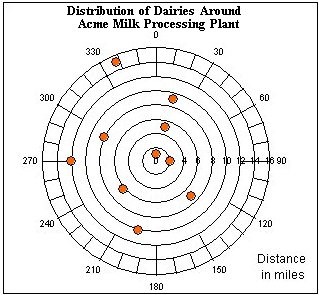 Distribution of Dairies Around
Acme Milk Processing Plant
0
330 30
300 60
270 0 2 4 6 8 10 12 14 16 90
240 120
210 150
180
Distance
in miles